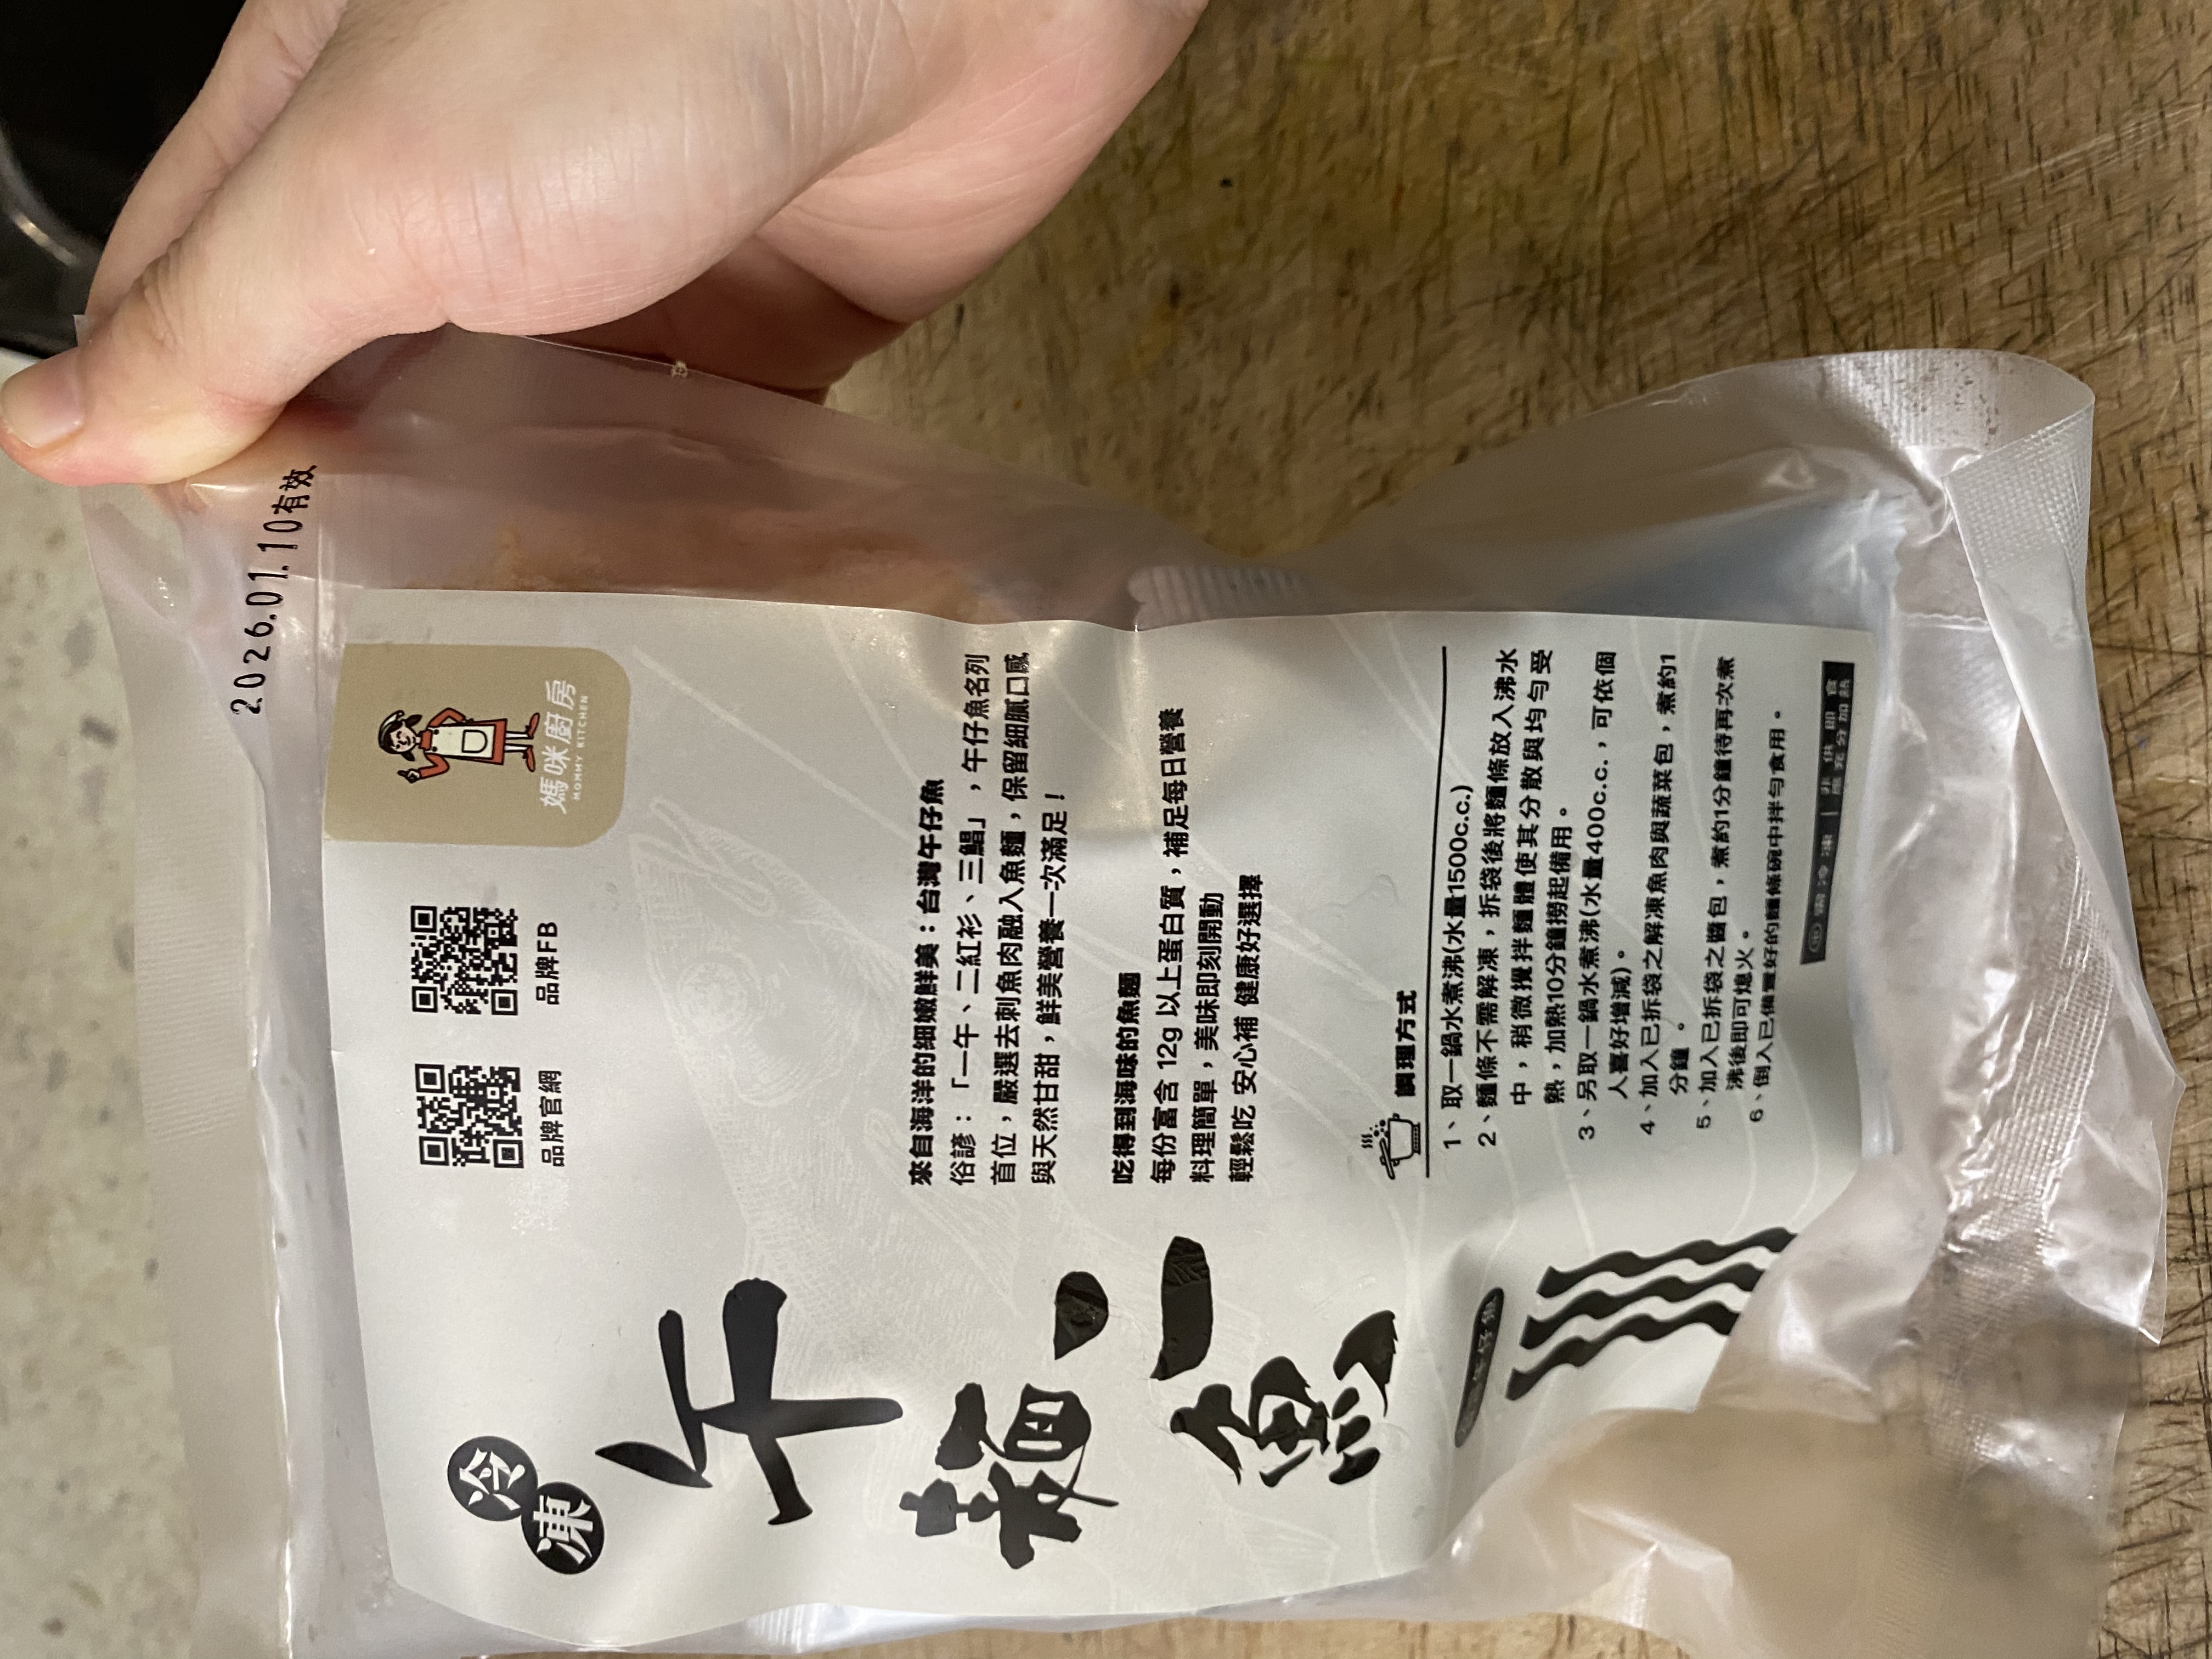 2026.01.10有效
媽咪廚房
MOMMY KITCHEN
品牌官網
品牌FB
冷凍
午
麵
一
魚
來自海洋的細嫩鮮美：台灣午仔魚
俗諺：「一午、二紅衫、三鯧」，午仔魚名列
首位，嚴選去刺魚肉融入魚麵，保留細膩口感
與天然甘甜，鮮美營養一次滿足！
吃得到海味的魚麵
每份富含 12g 以上蛋白質，補足每日營養
料理簡單，美味即刻開動
輕鬆吃 安心補 健康好選擇
調理方式
1、取一鍋水煮沸(水量1500c.c.)
2、麵條不需解凍，拆袋後將麵條放入沸水
中，稍微攪拌麵體使其分散與均勻受
熱，加熱10分鐘撈起備用。
3、另取一鍋水煮沸(水量400c.c.，可依個
人喜好增減)。
4、加入已拆袋之解凍魚肉與蔬菜包，煮約1
分鐘。
5、加入已拆袋之醬包，煮約1分鐘待再次煮
沸後即可熄火。
6、倒入已備置好的麵條碗中拌勻食用。
需冷凍
非供即食
應充分加熱